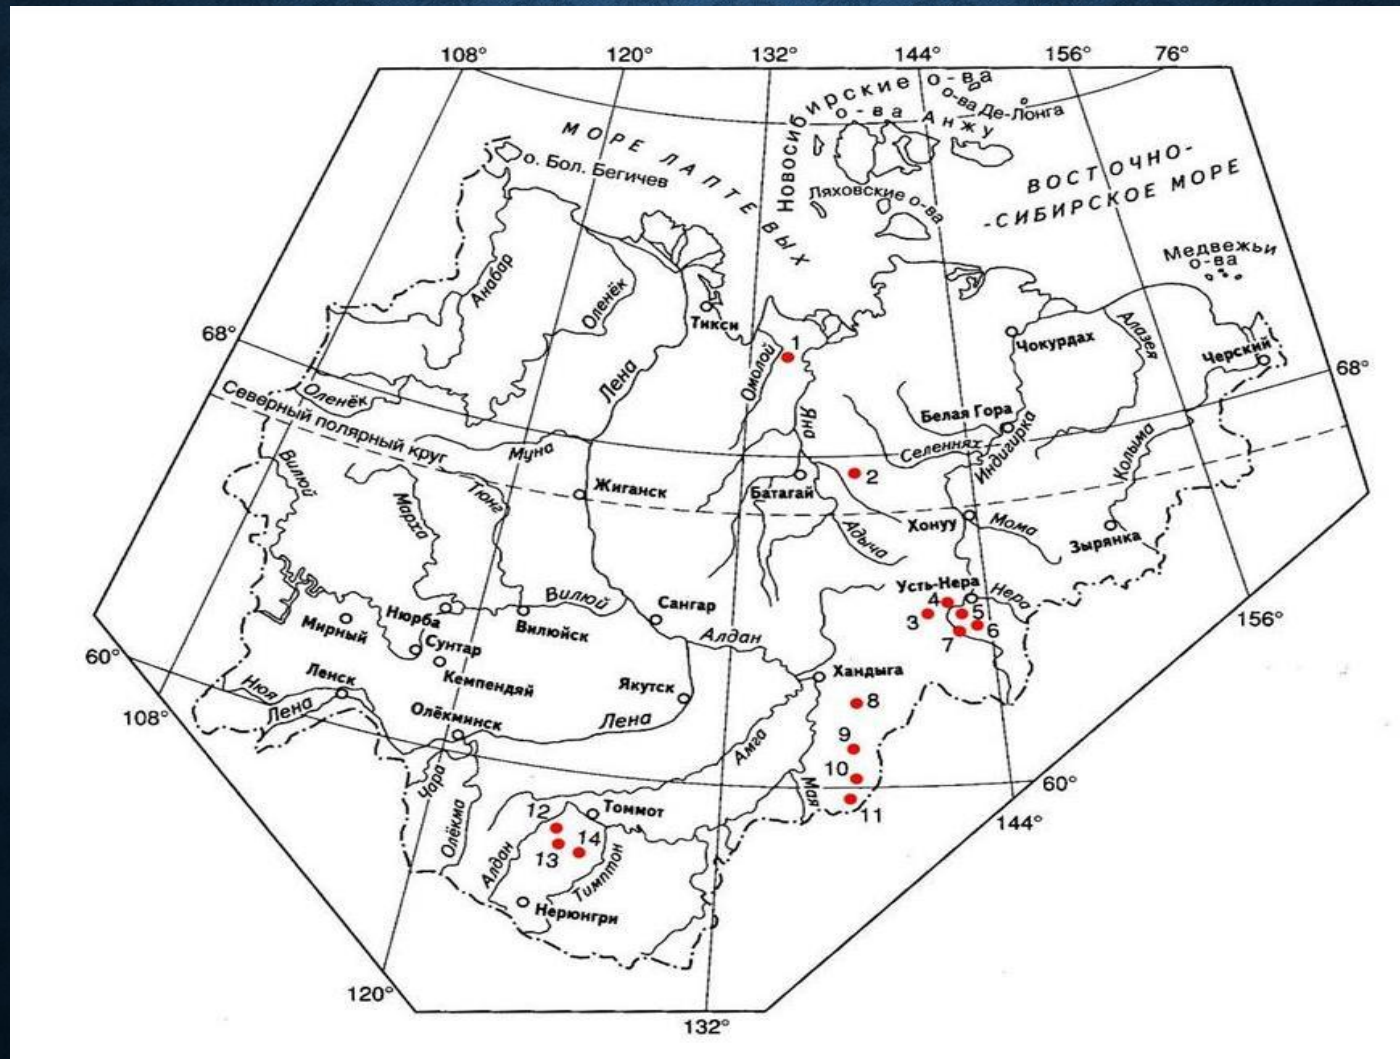 108°
120°
132°
144°
156°
76°
Новосибирские о-ва
о-ва Де-Лонга
о-ва Анжу
МОРЕ ЛАПТЕВЫХ
о. Бол. Бегичев
ВОСТОЧНО-
-СИБИРСКОЕ МОРЕ
Ляховские о-ва
Медвежьи
о-ва
Анабар
Оленёк
Тикси
68°
1
Чокурдах
Алазея
Черский
68°
Омолой
Лена
Оленёк
Северный полярный круг
Яна
Белая Гора
Муна
Селеннях
Индигирка
Колыма
Вилюй
Марха
Тюнг
Жиганск
Батагай
2
Хонуу
Мома
Адыча
Зырянка
Усть-Нера
Нера
4
3
5
6
7
Мирный
Нюрба
Вилюй
Вилюйск
Сангар
Алдан
156°
60°
Сунтар
Кемпендяй
Ленск
Нюя
Лена
Якутск
Хандыга
108°
Олёкминск
Лена
8
Амга
9
10
60°
Чара
Олёкма
Мая
11
144°
12
Томмот
14
13
Алдан
Тимптон
Нерюнгри
120°
132°